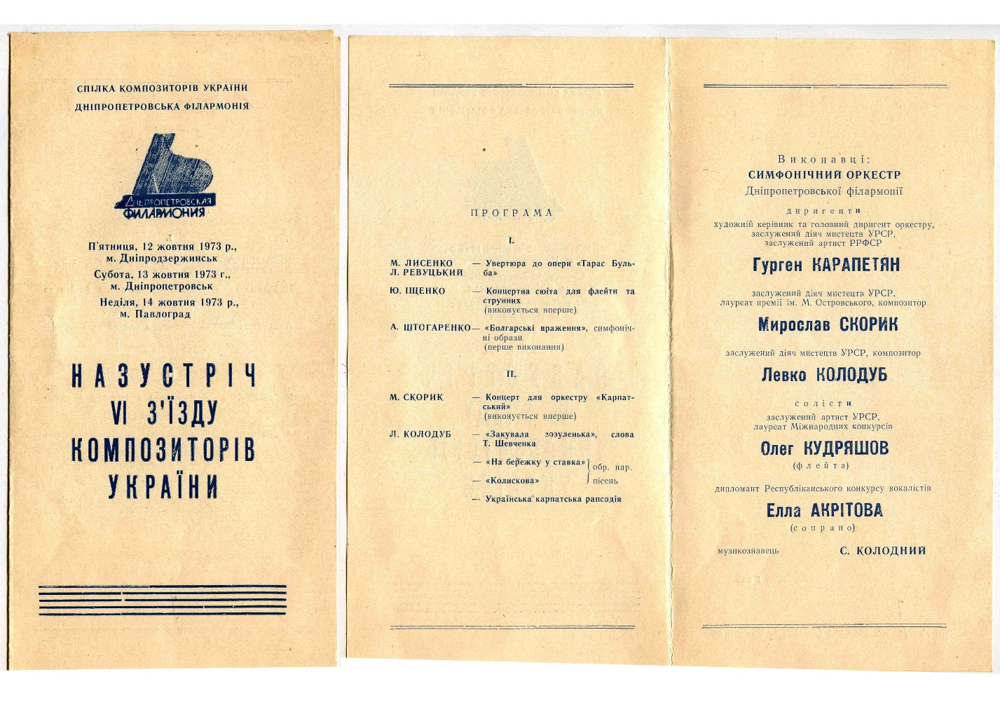 СПІЛКА КОМПОЗИТОРІВ УКРАЇНИ
ДНІПРОПЕТРОВСЬКА ФІЛАРМОНІЯ
ДНЕПРОПЕТРОВСКАЯ
ФИЛАРМОНИЯ
П'ятниця, 12 жовтня 1973 р.,
м. Дніпродзержинськ
Субота, 13 жовтня 1973 г.,
м. Дніпропетровськ
Неділя, 14 жовтня 1973 р.,
м. Павлоград
НАЗУСТРІЧ
VI З'ЇЗДУ
КОМПОЗИТОРІВ
УКРАЇНИ
ПРОГРАМА
I.
М. ЛИСЕНКО — Увертюра до опери «Тарас Буль-
Л. РЕВУЦЬКИЙ ба»
Ю. ІЩЕНКО — Концертна сюїта для флейти та
струнних
(виконується вперше)
А. ШТОГАРЕНКО — «Болгарські враження», симфоніч-
ні образи
(перше виконання)
II.
М. СКОРИК — Концерт для оркестру «Карпат-
ський»
(виконується вперше)
Л. КОЛОДУБ — «Закувала зозуленька», слова
Т. Шевченка
— «На бережку у ставка» обр. нар.
— «Колискова» пісень
— Українська карпатська рапсодія
Виконавці:
СИМФОНІЧНИЙ ОРКЕСТР
Дніпропетровської філармонії
диригенти
художній керівник та головний диригент оркестру,
заслужений діяч мистецтв УРСР,
заслужений артист РРФСР
Гурген КАРАПЕТЯН
заслужений діяч мистецтв УРСР,
лауреат премії ім. М. Островського, композитор
Мирослав СКОРИК
заслужений діяч мистецтв УРСР, композитор
Левко КОЛОДУБ
солісти
заслужений артист УРСР,
лауреат Міжнародних конкурсів
Олег КУДРЯШОВ
(флейта)
дипломант Республіканського конкурсу вокалістів
Елла АКРІТОВА
(сопрано)
музикознавець С. КОЛОДНИЙ